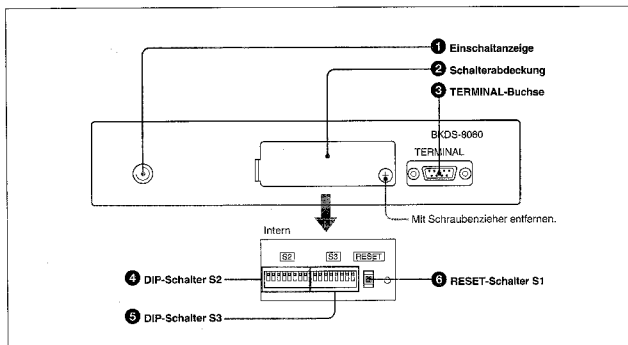 1 Einschaltanzeige
2 Schalterabdeckung
3 TERMINAL-Buchse
BKDS-8080
TERMINAL
Mit Schraubenzieher entfernen.
Intern
S2 S3 RESET
4 DIP-Schalter S2
6 RESET-Schalter S1
5 DIP-Schalter S3